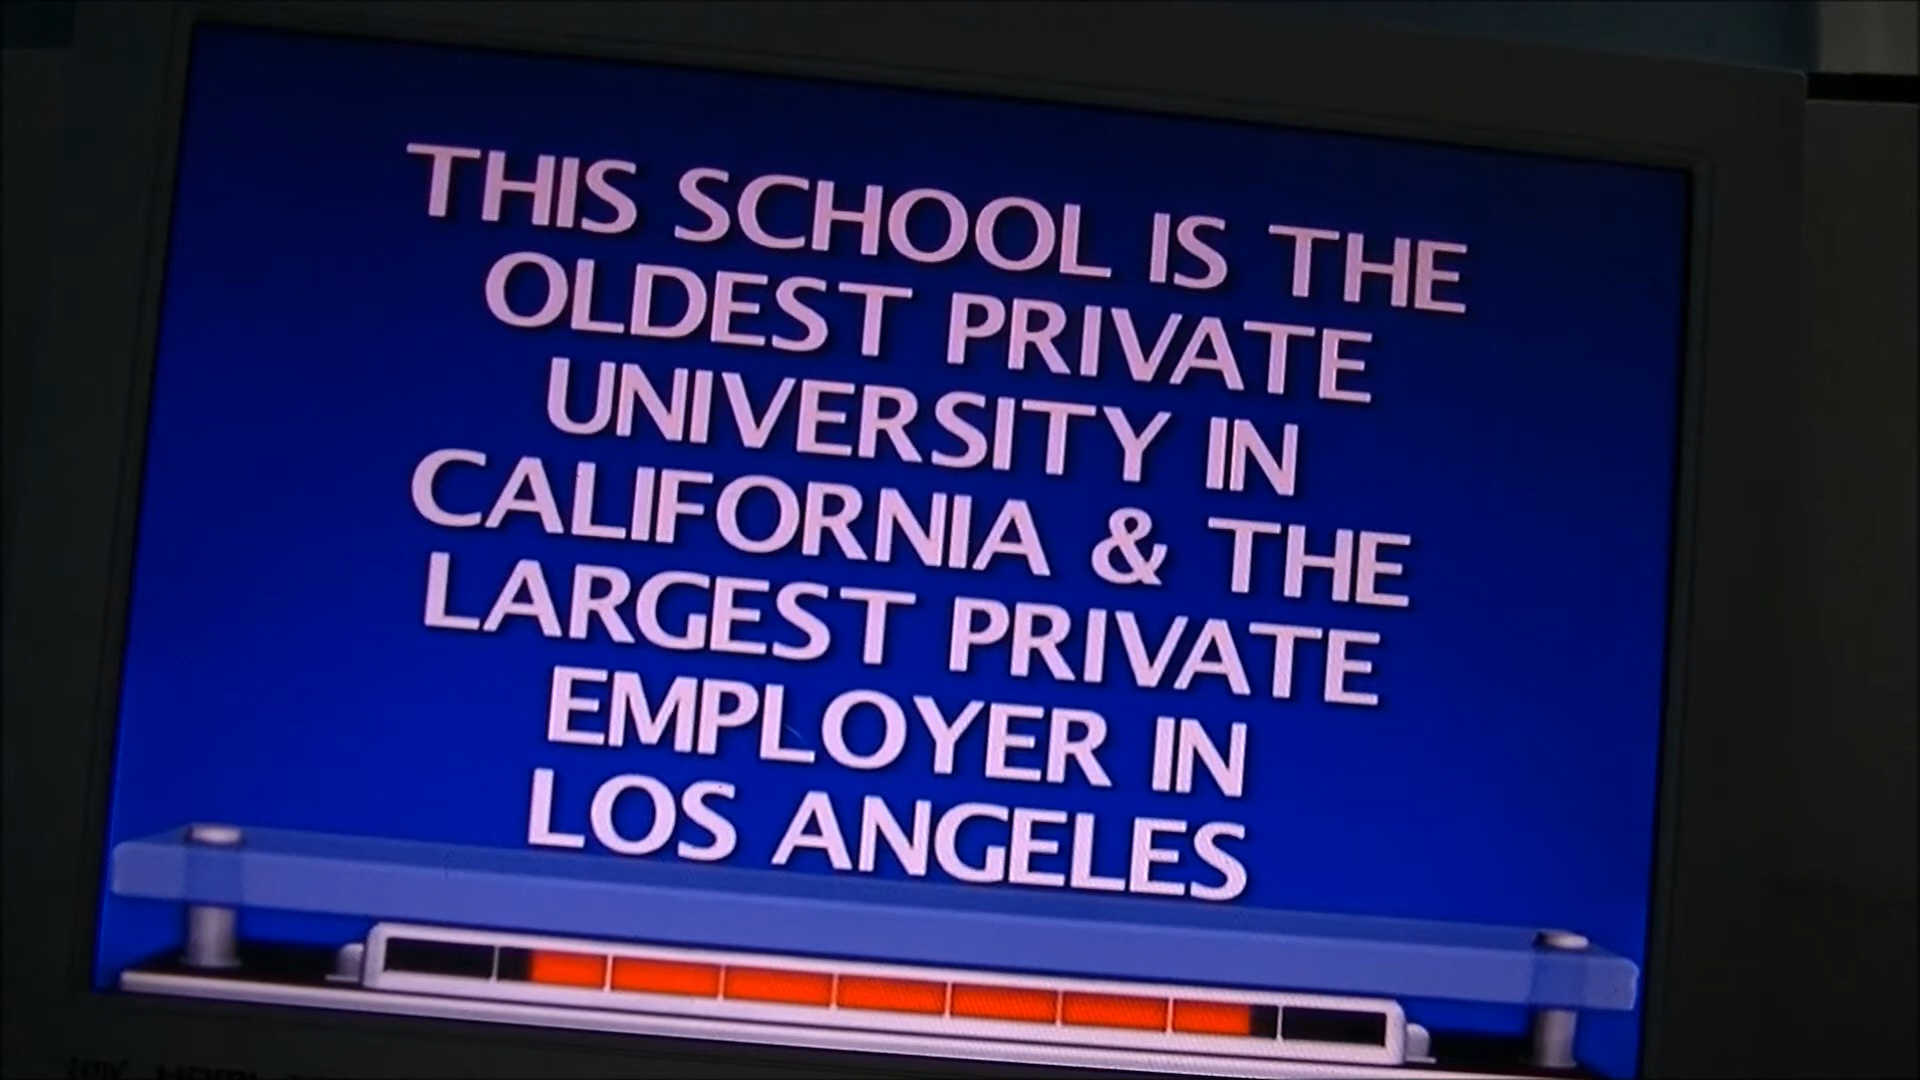 THIS SCHOOL IS THE
OLDEST PRIVATE
UNIVERSITY IN
CALIFORNIA & THE
LARGEST PRIVATE
EMPLOYER IN
LOS ANGELES